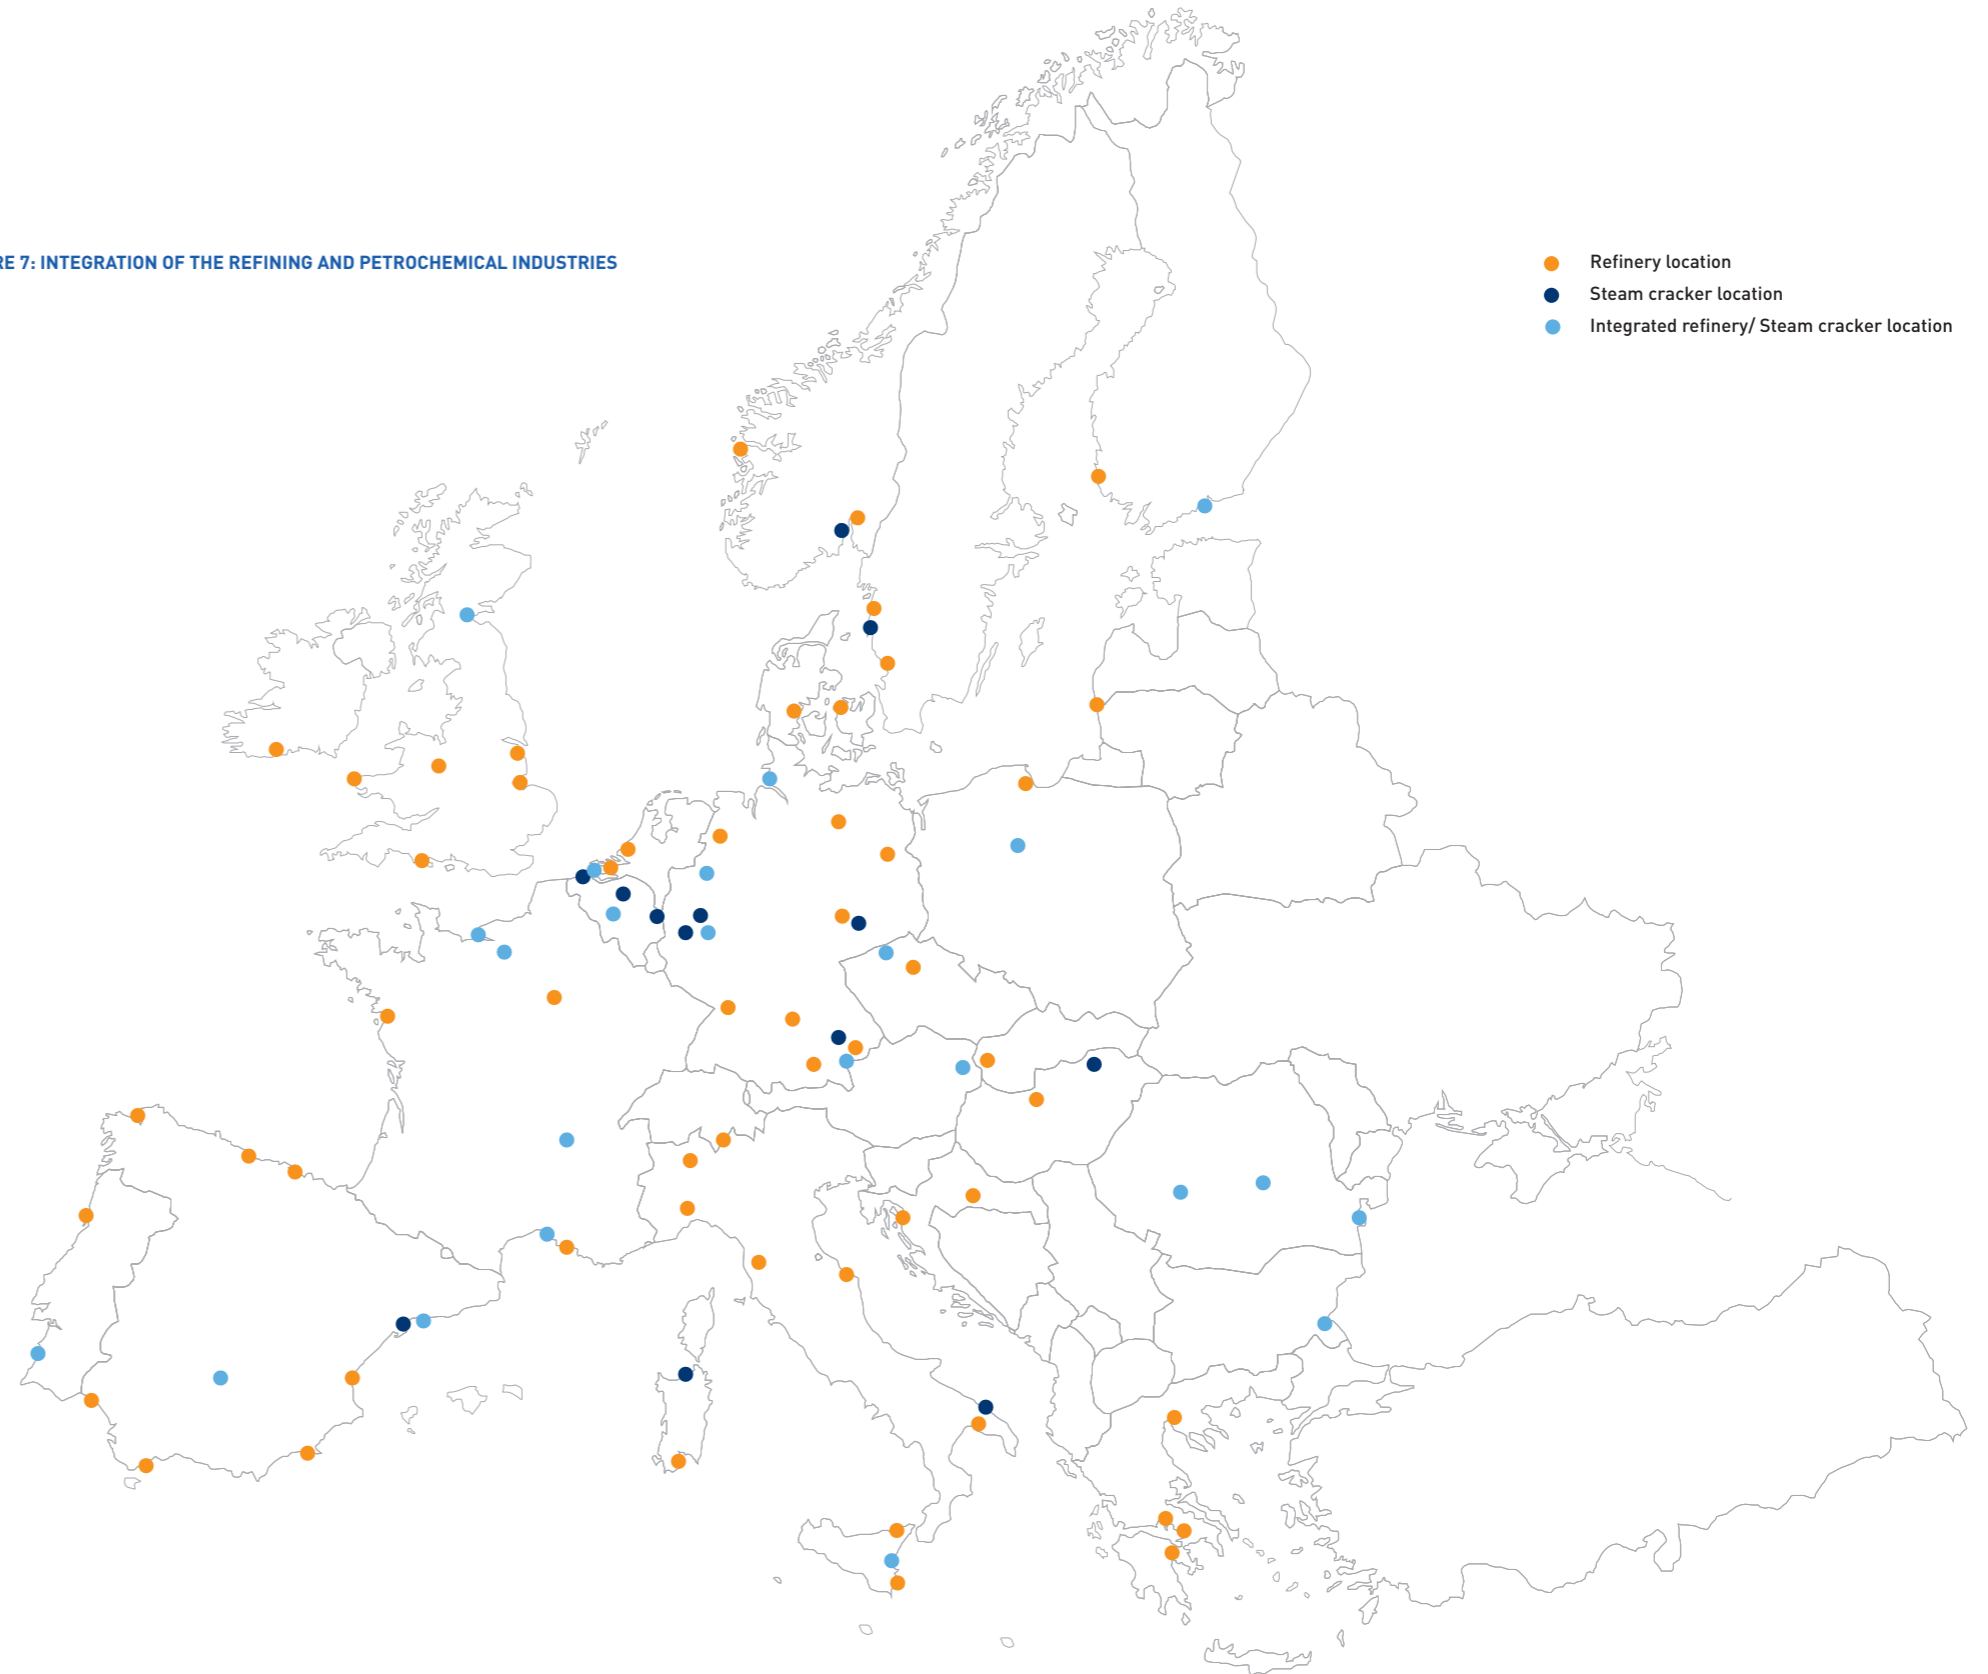 RE 7: INTEGRATION OF THE REFINING AND PETROCHEMICAL INDUSTRIES
Refinery location
Steam cracker location
Integrated refinery/ Steam cracker location